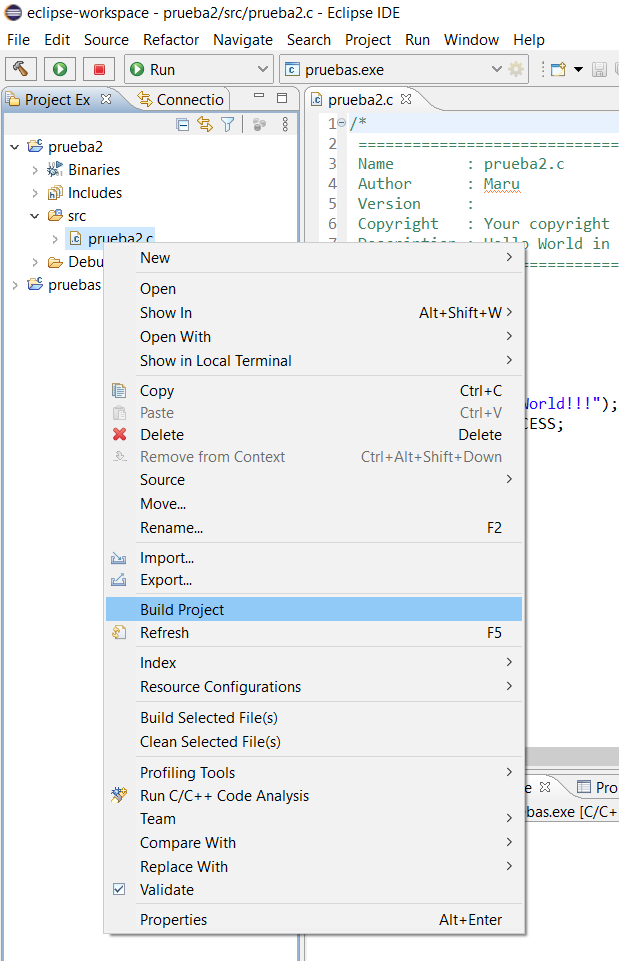 eclipse-workspace - prueba2/src/prueba2.c - Eclipse IDE
File Edit Source Refactor Navigate Search Project Run Window Help
Run pruebas.exe
Project Ex Connectio prueba2.c
1 /*
prueba2
2 =============================
Binaries
3 Name : prueba2.c
Includes
4 Author : Maru
5 Version :
src
6 Copyright : Your copyright
prueba2.c
7 Description : Hello World in
Debu
=============
pruebas
New
Open
Show In Alt+Shift+W
Open With
Show in Local Terminal
Copy Ctrl+C
World!!!");
Paste Ctrl+V
CESS;
Delete Delete
Remove from Context Ctrl+Alt+Shift+Down
Source
Move...
Rename... F2
Import...
Export...
Build Project
Refresh F5
Index
Resource Configurations
Build Selected File(s)
Clean Selected File(s)
Profiling Tools
e Pro
Run C/C++ Code Analysis
bas.exe [C/C+
Team
Compare With
Replace With
Validate
Properties Alt+Enter